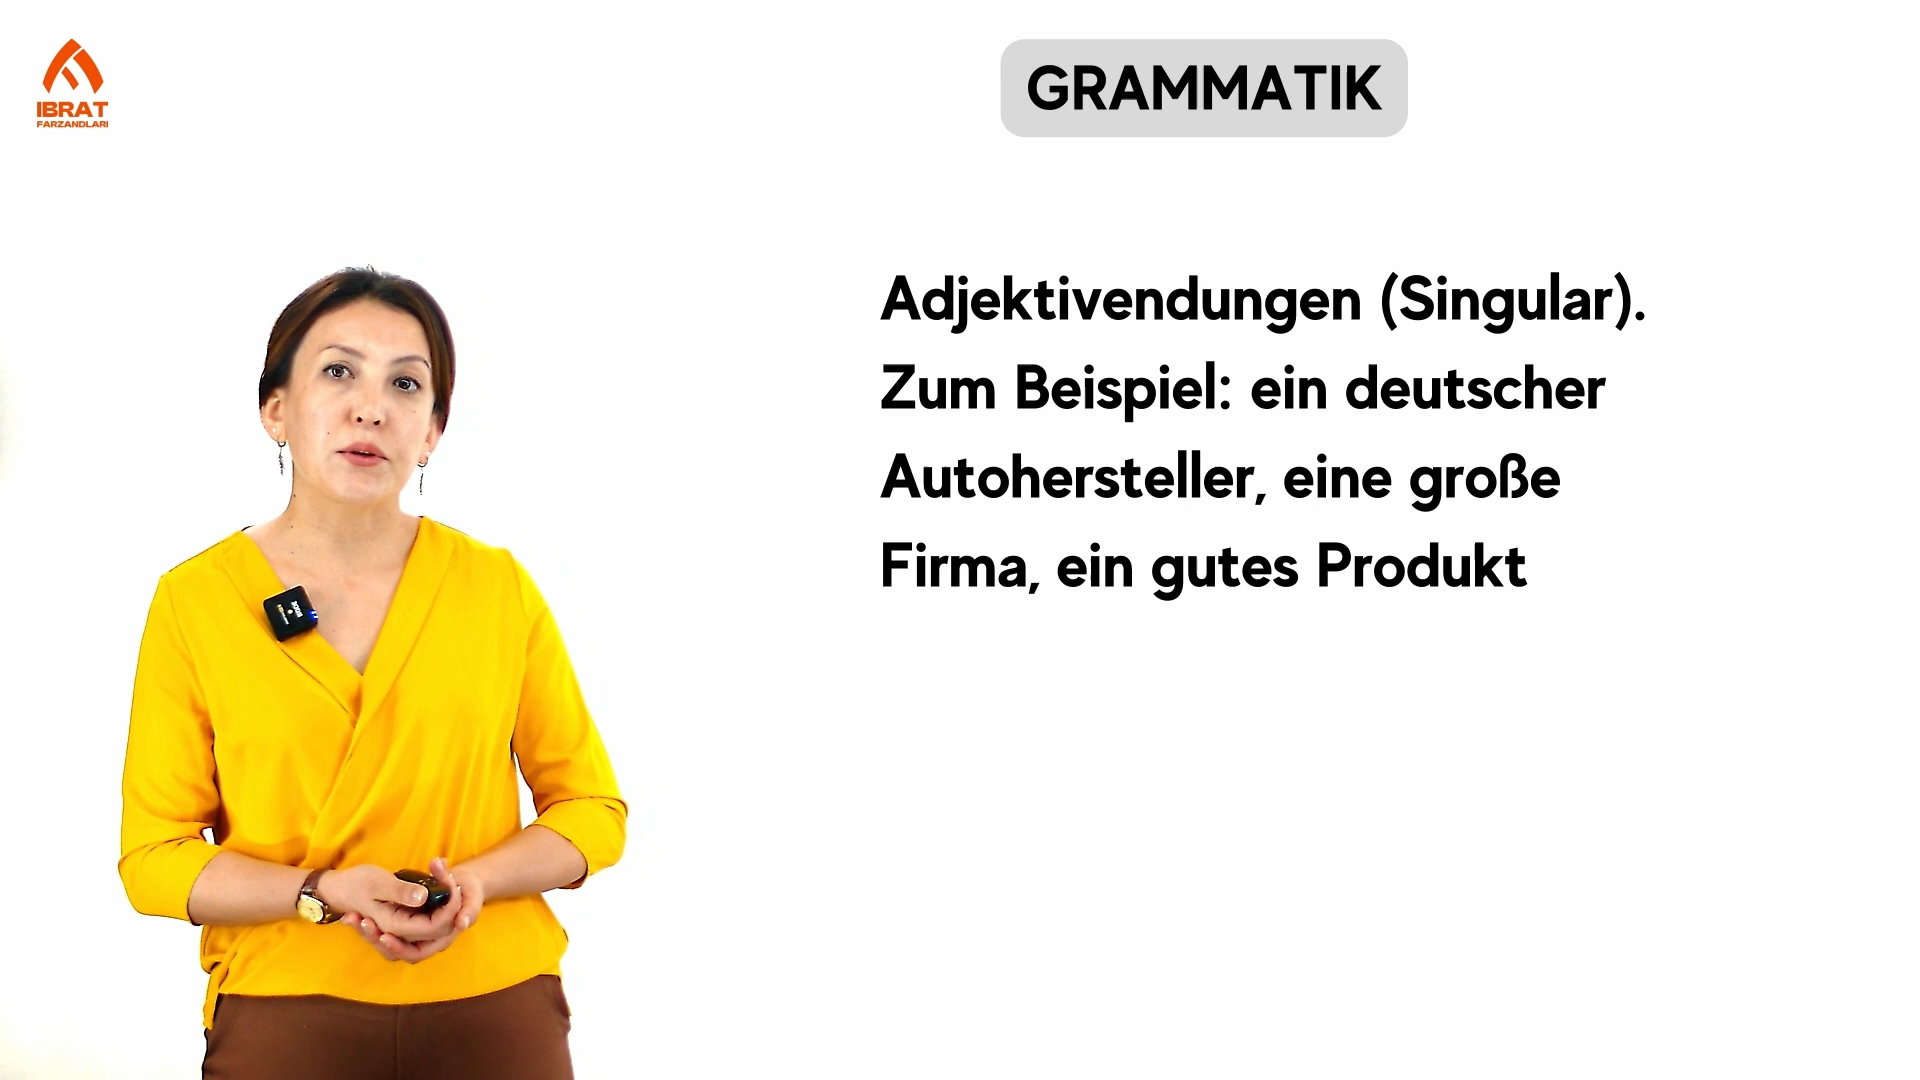 IBRAT
FARZANDLARI
GRAMMATIK
Adjektivendungen (Singular).
Zum Beispiel: ein deutscher
Autohersteller, eine große
Firma, ein gutes Produkt